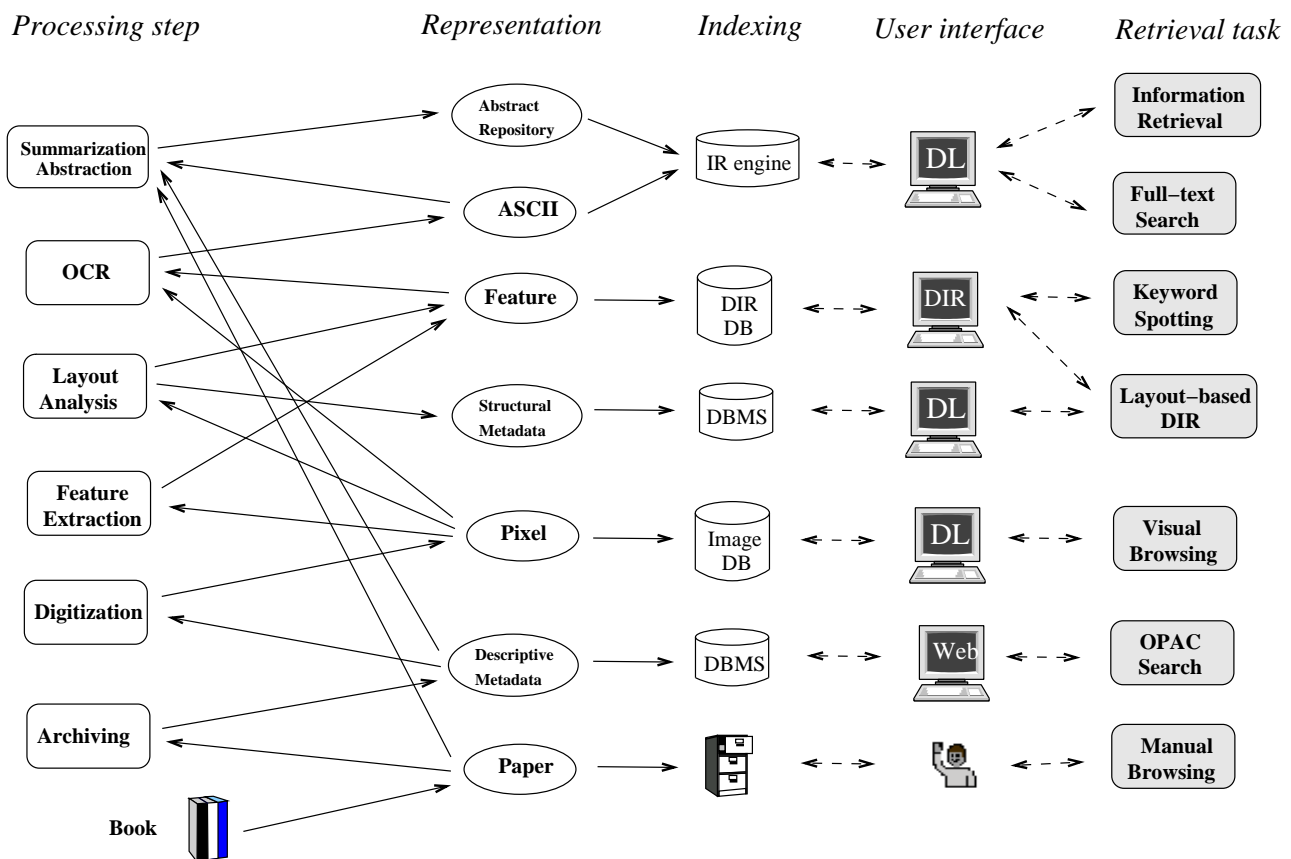 Processing step
Representation
Indexing
User interface
Retrieval task
Summarization
Abstraction
Abstract
Repository
IR engine
DL
Information
Retrieval
ASCII
Full−text
Search
OCR
Feature
DIR
DB
DIR
Keyword
Spotting
Layout
Analysis
Structural
Metadata
DBMS
DL
Layout−based
DIR
Feature
Extraction
Pixel
Image
DB
DL
Visual
Browsing
Digitization
Descriptive
Metadata
DBMS
Web
OPAC
Search
Archiving
Paper
Manual
Browsing
Book